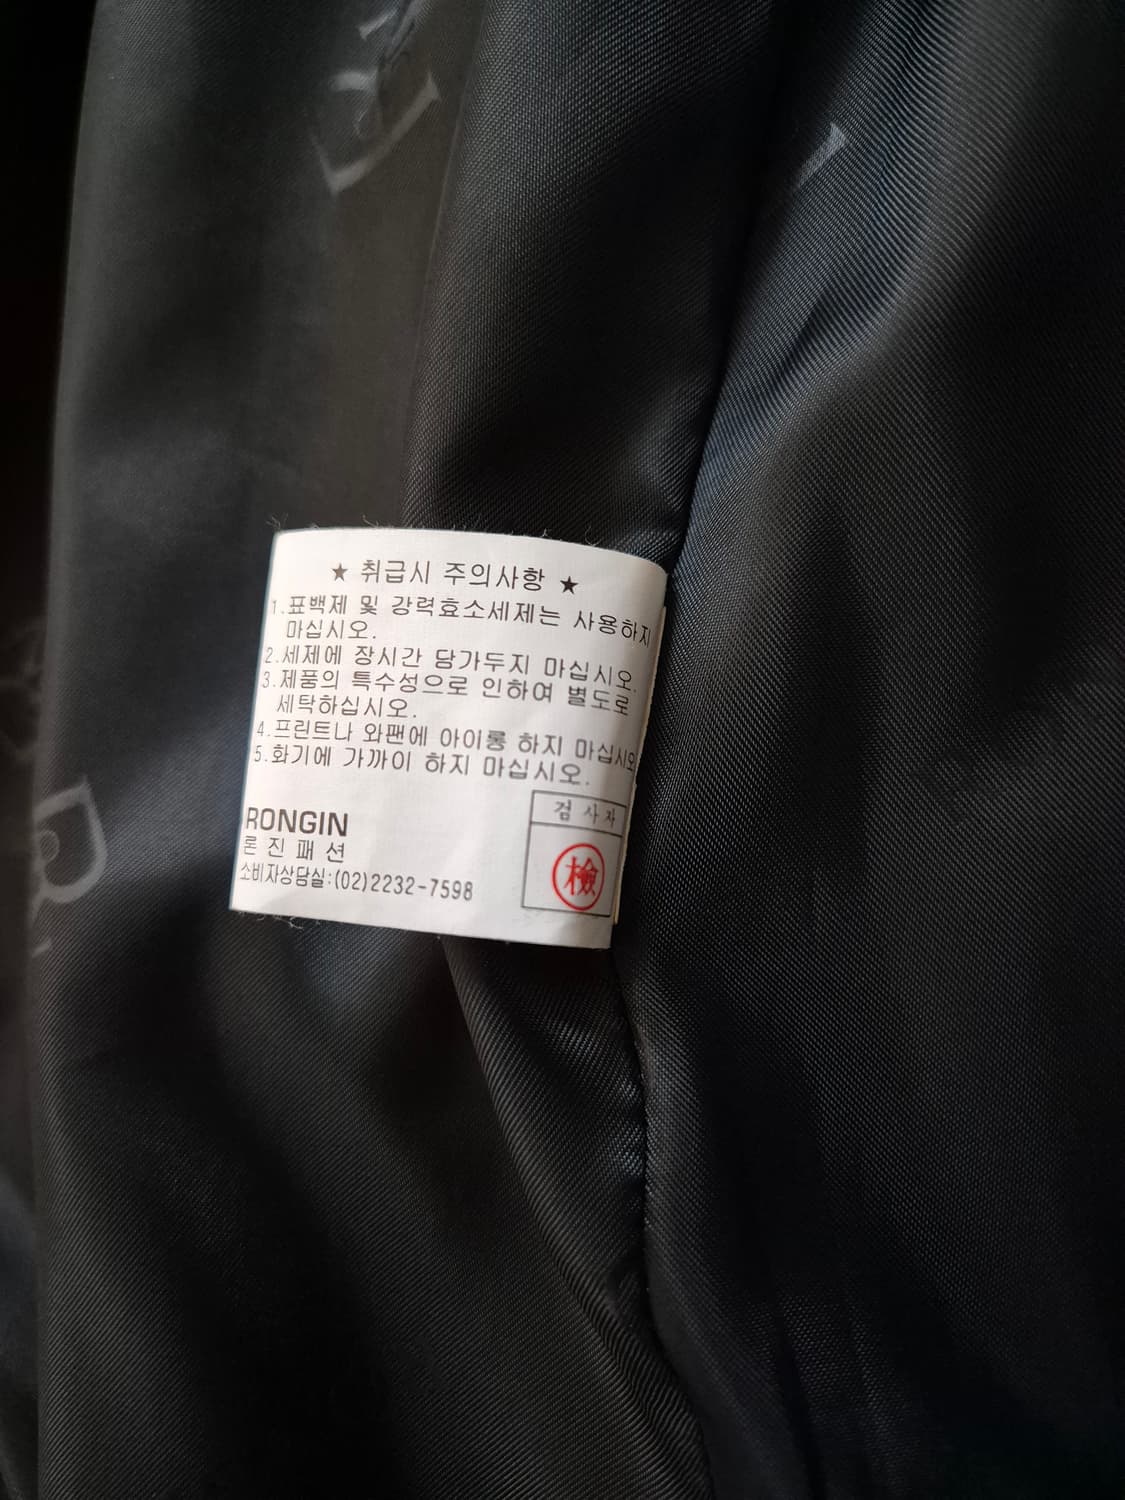 ★ 취급시 주의사항 ★
1.표백제 및 강력효소세제는 사용하지
마십시오.
2.세제에 장시간 담가두지 마십시오.
3.제품의 특수성으로 인하여 별도로
세탁하십시오.
4.프린트나 와팬에 아이롱 하지 마십시오
5.화기에 가까이 하지 마십시오.
검 사 자
檢
RONGIN
론 진 패 션
소비자상담실:(02)2232-7598